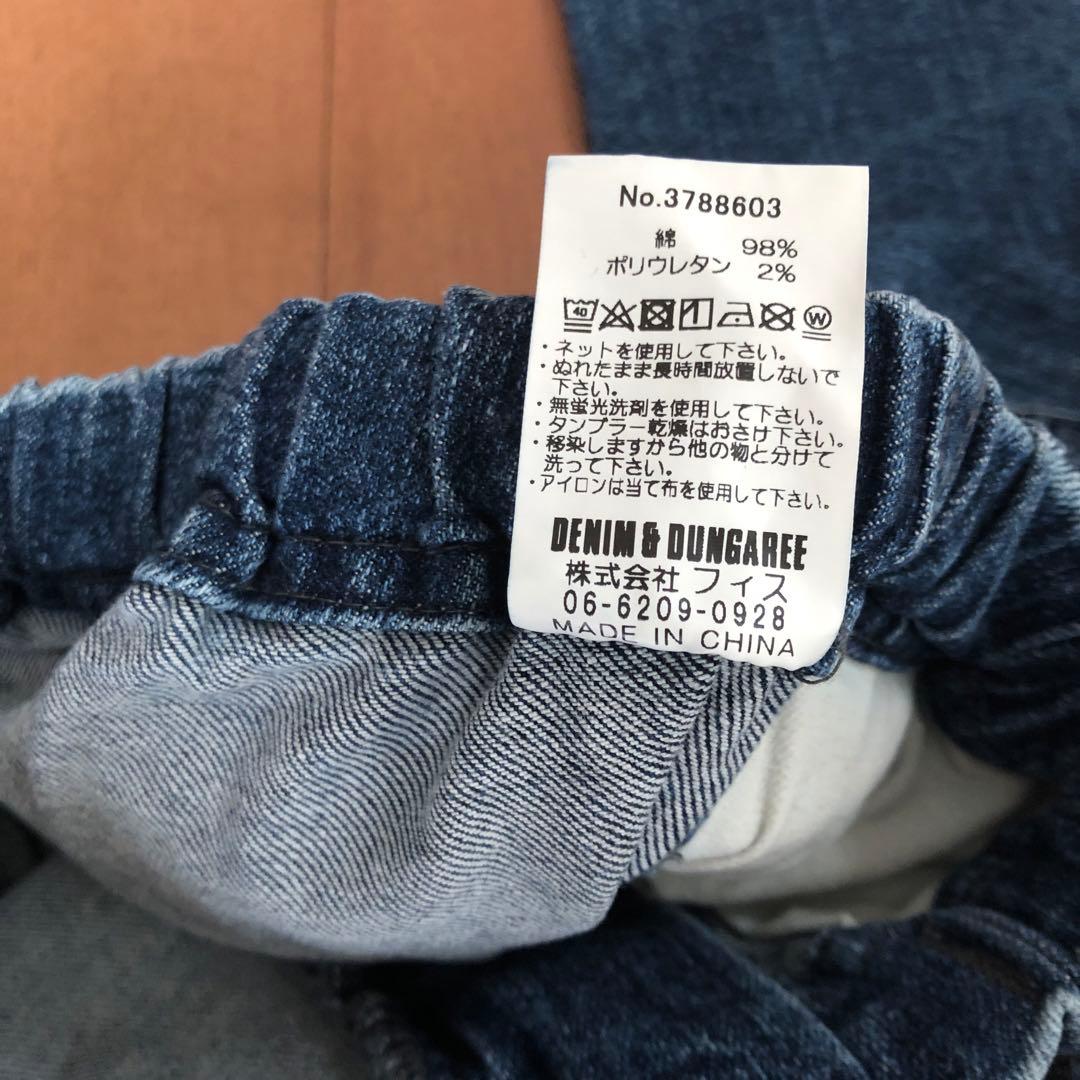 No.3788603
綿 98%
ポリウレタン 2%
40 W
・ネットを使用して下さい。
・ぬれたまま長時間放置しないで
下さい。
・無蛍光洗剤を使用して下さい。
・タンブラー乾燥はおさけ下さい。
・移染しますから他の物と分けて
洗って下さい。
・アイロンは当て布を使用して下さい。
DENIM & DUNGAREE
株式会社 フィス
06-6209-0928
MADE IN CHINA